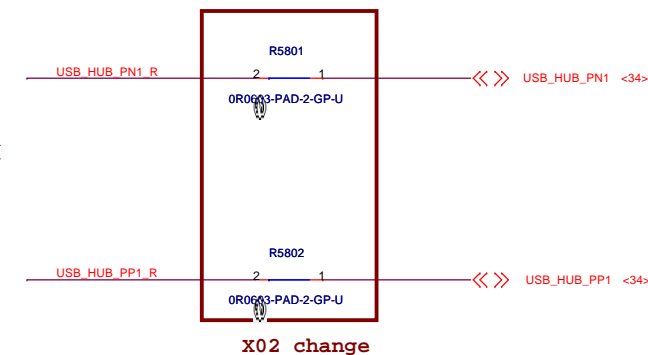 R5801
USB_HUB_PN1_R 2 1 USB_HUB_PN1 <34>
0R0603-PAD-2-GP-U
R5802
USB_HUB_PP1_R 2 1 USB_HUB_PP1 <34>
0R0603-PAD-2-GP-U
X02 change